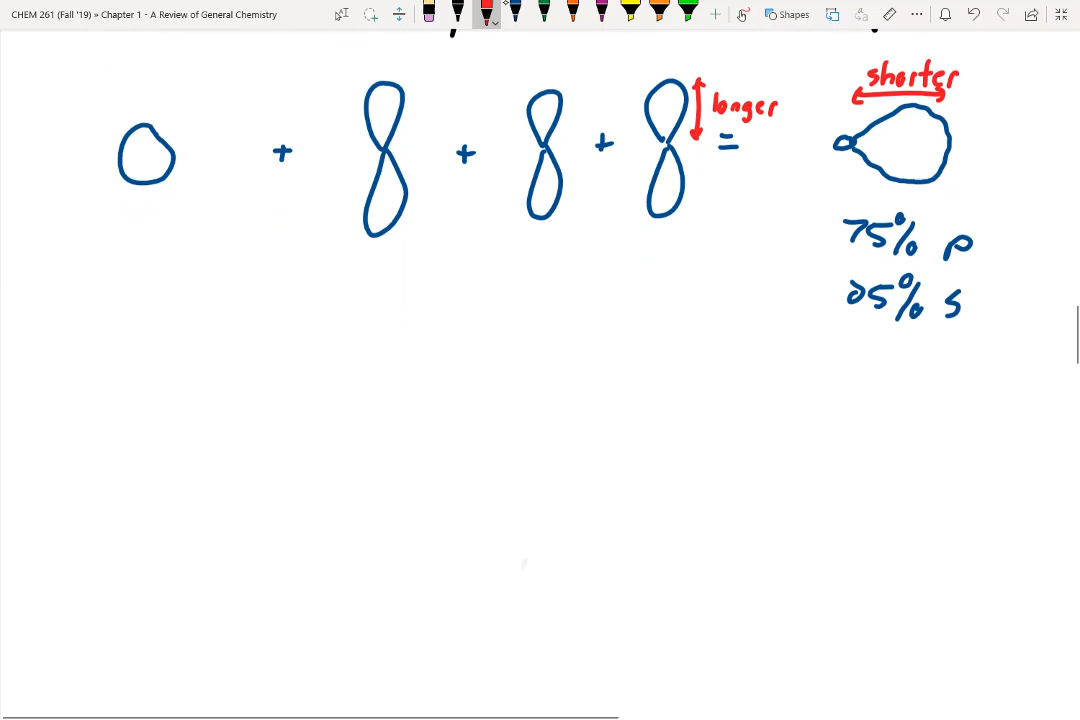 CHEM 261 (Fall '19) » Chapter 1 - A Review of General Chemistry
Shapes
shorter
longer
+ + + =
75% p
25% s